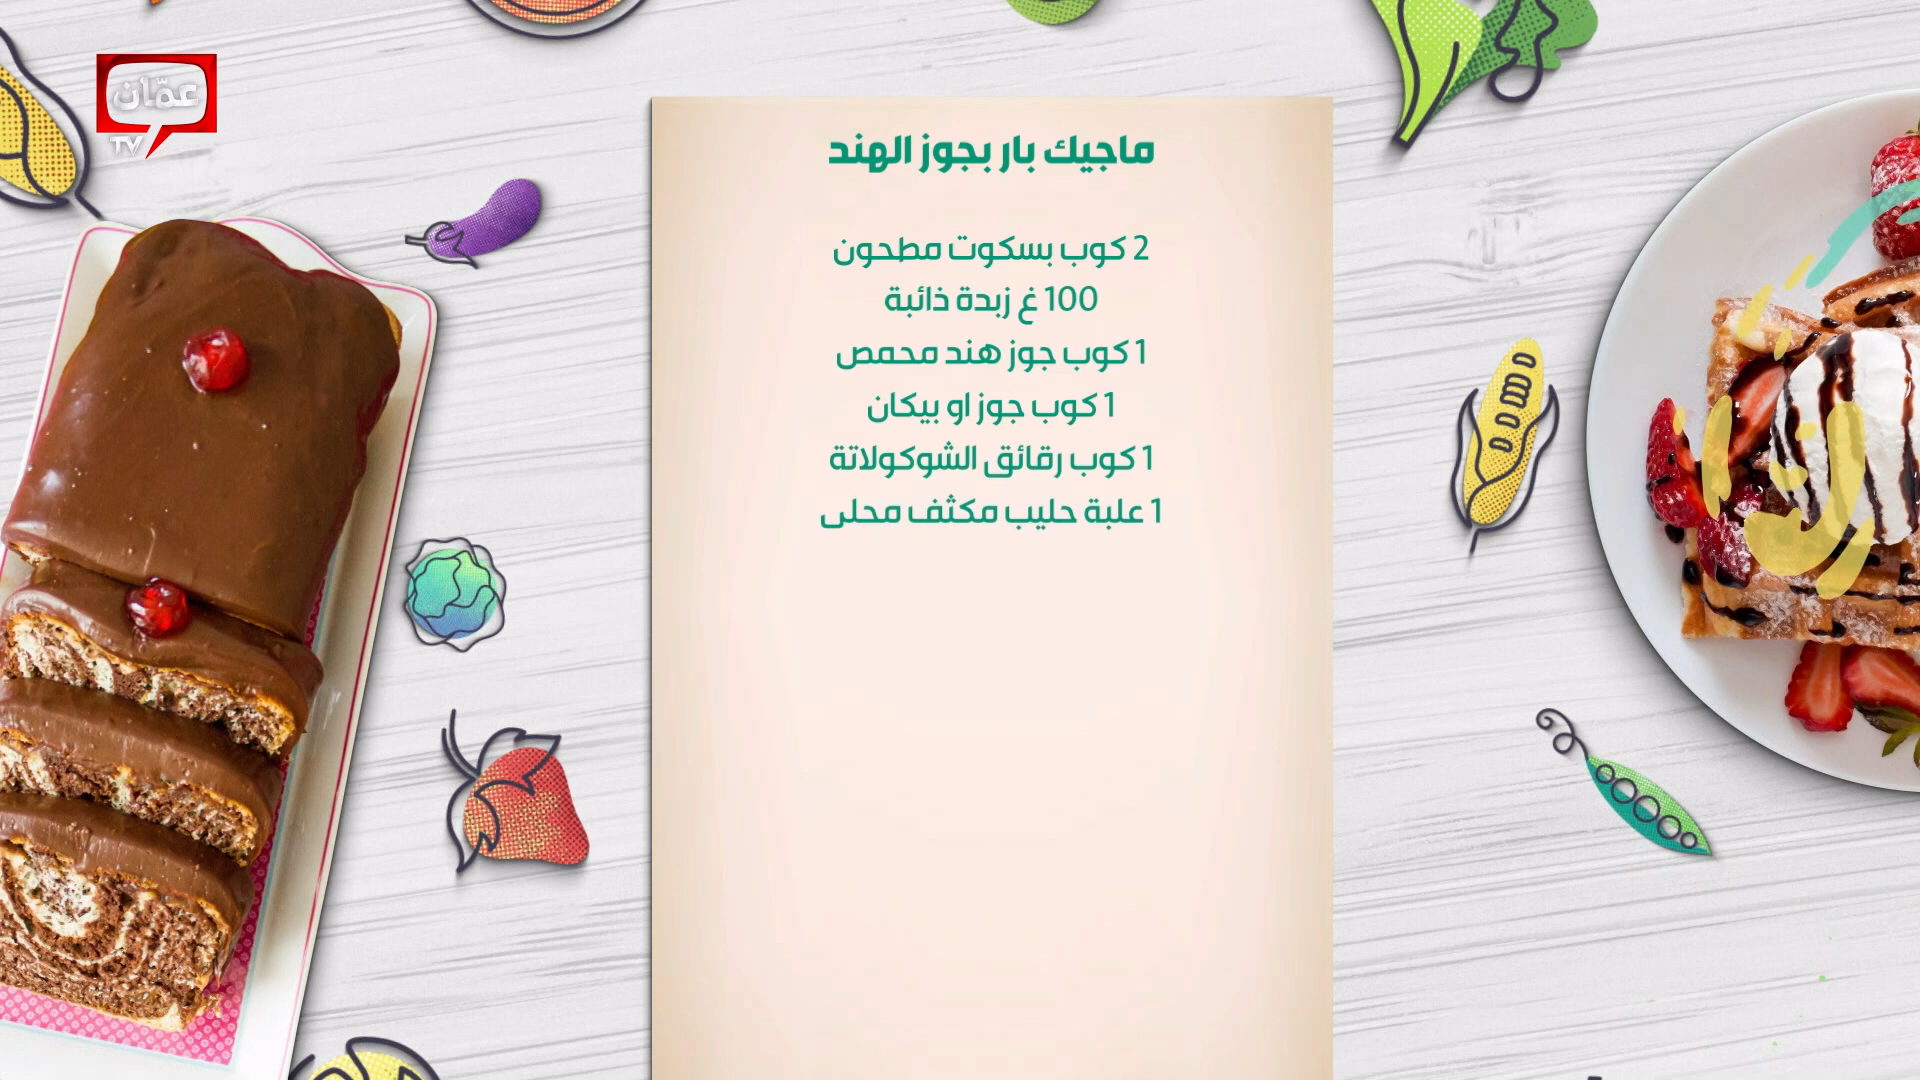 عمّان
TV
ماجيك بار بجوز الهند
2 كوب بسكوت مطحون
100 غ زبدة ذائبة
1 كوب جوز هند محمص
1 كوب جوز او بيكان
1 كوب رقائق الشوكولاتة
1 علبة حليب مكثف محلى